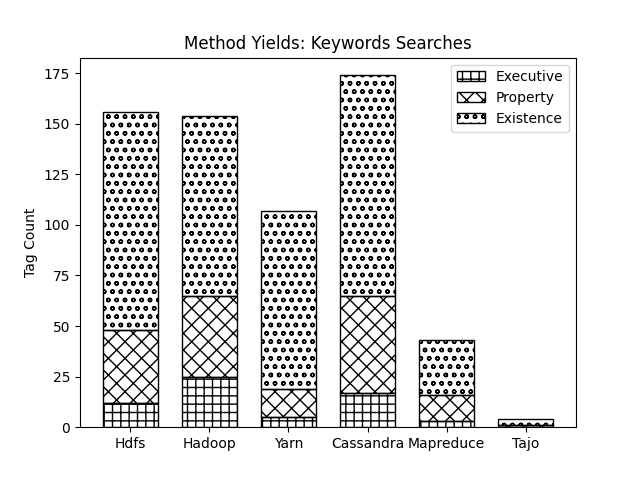 Method Yields: Keywords Searches
Executive
Property
Existence
Tag Count
175
150
125
100
75
50
25
0
Hdfs Hadoop Yarn Cassandra Mapreduce Tajo